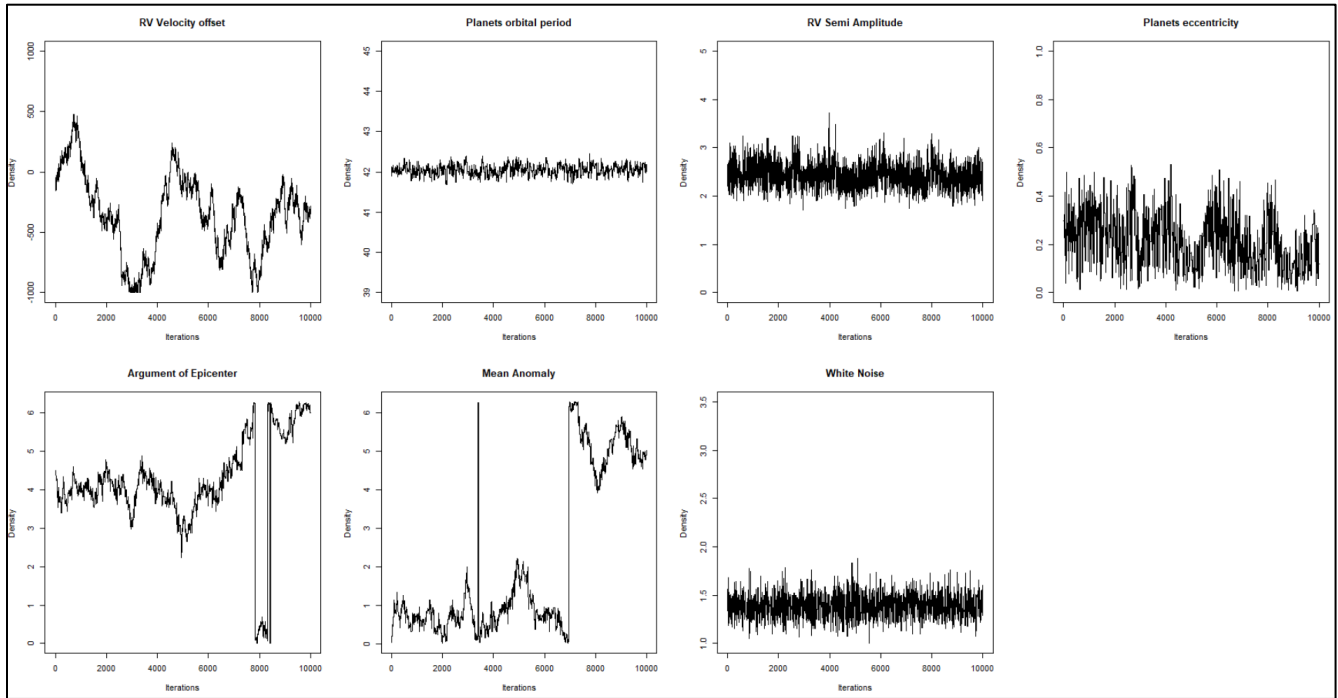 RV Velocity offset
Density
1000
500
0
-500
-1000
0 2000 4000 6000 8000 10000
Iterations
Planets orbital period
Density
45
44
43
42
41
40
39
0 2000 4000 6000 8000 10000
Iterations
RV Semi Amplitude
Density
5
4
3
2
1
0
0 2000 4000 6000 8000 10000
Iterations
Planets eccentricity
Density
1.0
0.8
0.6
0.4
0.2
0.0
0 2000 4000 6000 8000 10000
Iterations
Argument of Epicenter
Density
6
5
4
3
2
1
0
0 2000 4000 6000 8000 10000
Iterations
Mean Anomaly
Density
6
5
4
3
2
1
0
0 2000 4000 6000 8000 10000
Iterations
White Noise
Density
3.5
3.0
2.5
2.0
1.5
1.0
0 2000 4000 6000 8000 10000
Iterations